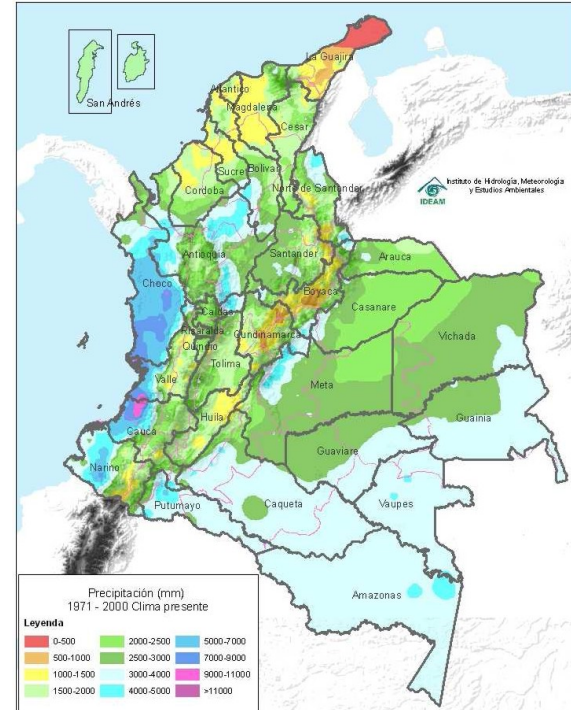 La Guajira
San Andrés
Atlantico
Magdalena
Cesar
Sucre
Bolivar
Norte de Santander
Cordoba
Instituto de Hidrología, Meteorología
y Estudios Ambientales
IDEAM
Antioquia
Santander
Arauca
Choco
Boyaca
Caldas
Casanare
Risaralda
Cundinamarca
Vichada
Quindio
Tolima
Valle
Meta
Huila
Guainia
Cauca
Guaviare
Narino
Putumayo
Caqueta
Vaupes
Amazonas
Precipitación (mm)
1971 - 2000 Clima presente
Leyenda
0-500 2000-2500 5000-7000
500-1000 2500-3000 7000-9000
1000-1500 3000-4000 9000-11000
1500-2000 4000-5000 >11000